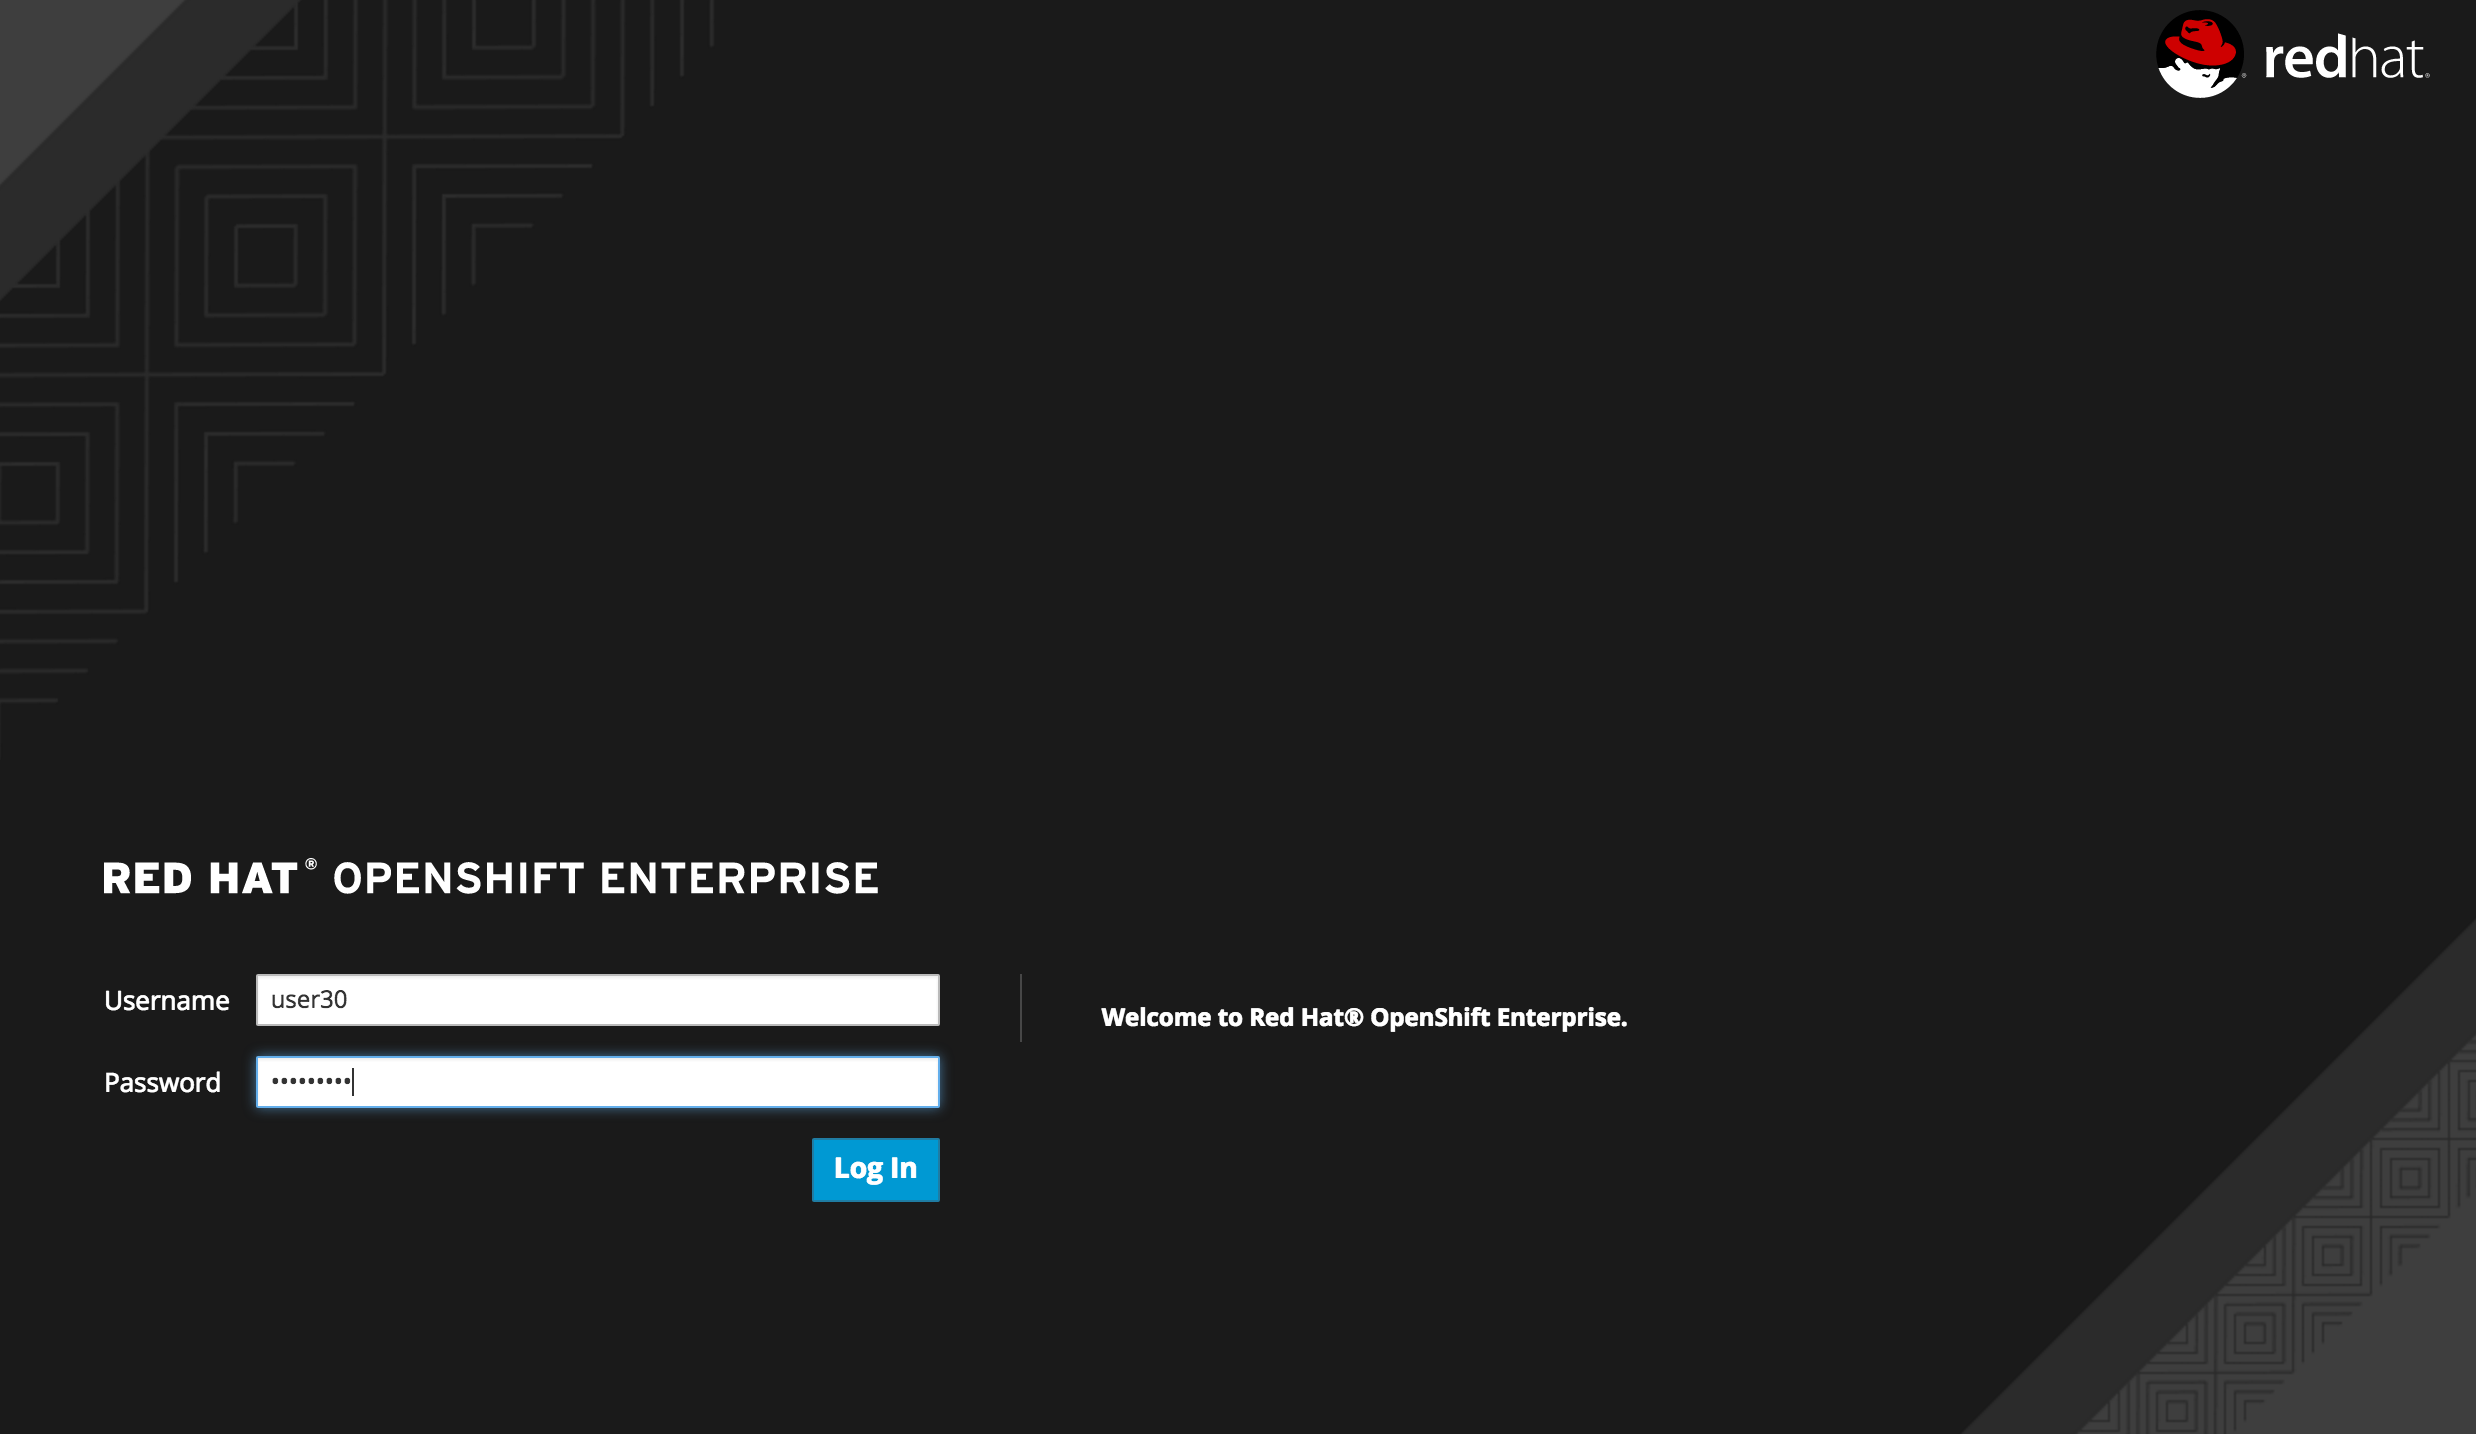 redhat®
RED HAT® OPENSHIFT ENTERPRISE
Username
user30
Welcome to Red Hat® OpenShift Enterprise.
Password
•••••••••
Log In